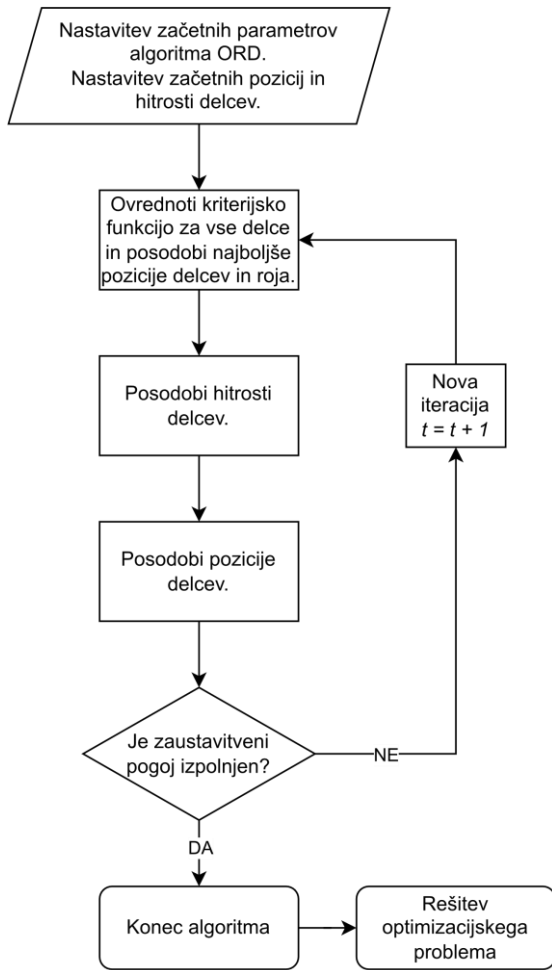 Nastavitev začetnih parametrov
algoritma ORD.
Nastavitev začetnih pozicij in
hitrosti delcev.
Ovrednoti kriterijsko
funkcijo za vse delce
in posodobi najboljše
pozicije delcev in roja.
Posodobi hitrosti
delcev.
Nova
iteracija
t = t + 1
Posodobi pozicije
delcev.
Je zaustavitveni
pogoj izpolnjen?
NE
DA
Konec algoritma
Rešitev
optimizacijskega
problema